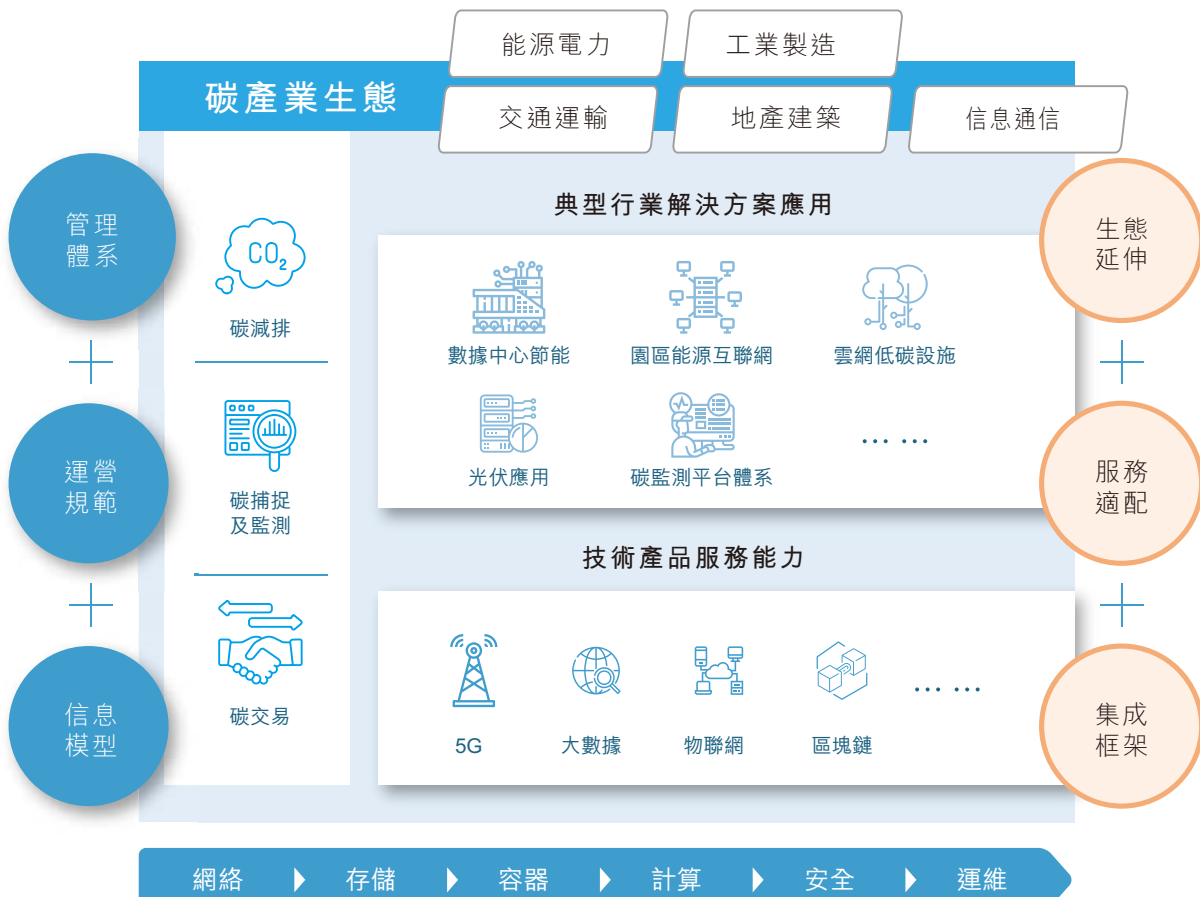 能源電力
工業製造
碳產業生態
交通運輸
地產建築
信息通信
管理
體系
運營
規範
信息
模型
CO2
碳減排
碳捕捉
及監測
碳交易
典型行業解決方案應用
數據中心節能
園區能源互聯網
雲網低碳設施
光伏應用
碳監測平台體系
... ...
技術產品服務能力
5G
大數據
物聯網
區塊鏈
... ...
生態
延伸
服務
適配
集成
框架
網絡
存儲
容器
計算
安全
運維